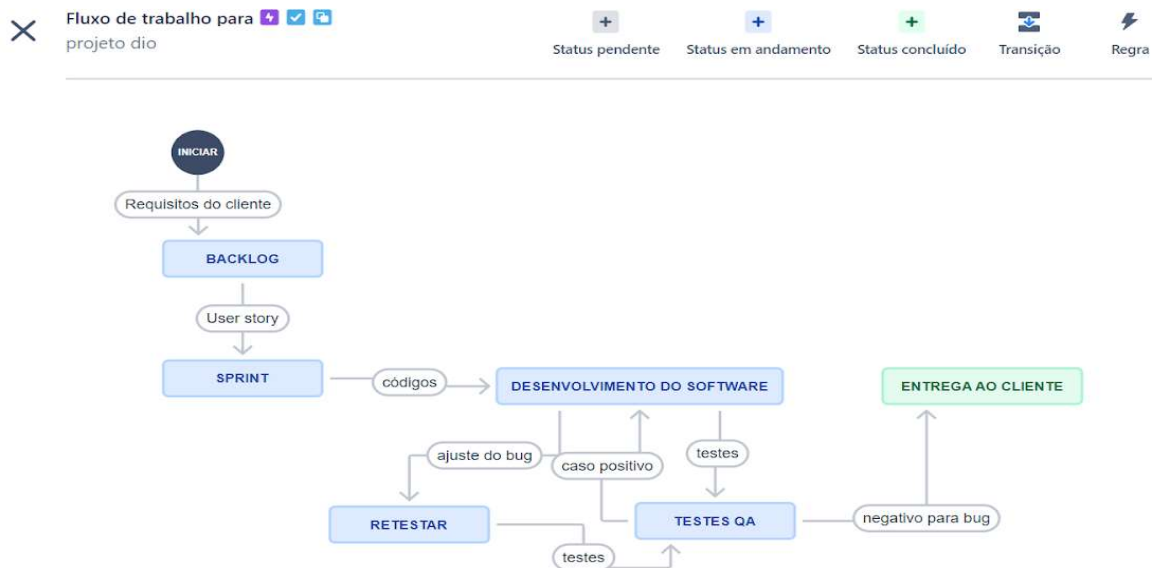 Fluxo de trabalho para
projeto dio
Status pendente
Status em andamento
Status concluído
Transição
Regra
INICIAR
Requisitos do cliente
BACKLOG
User story
SPRINT
códigos
DESENVOLVIMENTO DO SOFTWARE
ENTREGA AO CLIENTE
ajuste do bug
caso positivo
testes
RETESTAR
TESTES QA
negativo para bug
testes